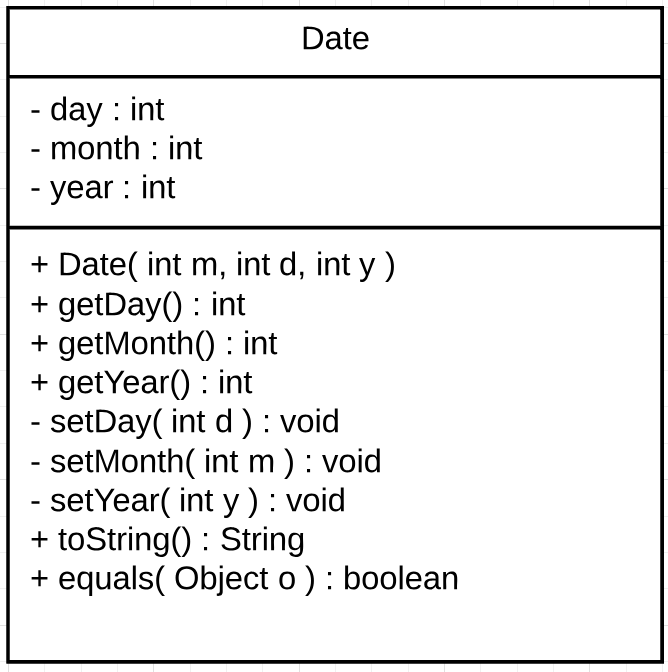 Date
- day : int
- month : int
- year : int
+ Date( int m, int d, int y )
+ getDay() : int
+ getMonth() : int
+ getYear() : int
- setDay( int d ) : void
- setMonth( int m ) : void
- setYear( int y ) : void
+ toString() : String
+ equals( Object o ) : boolean